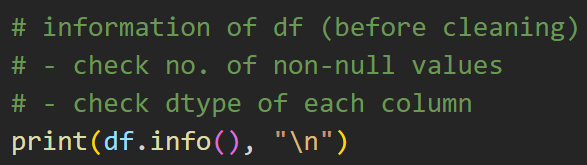 # information of df (before cleaning)
# - check no. of non-null values
# - check dtype of each column
print(df.info(), "\n")